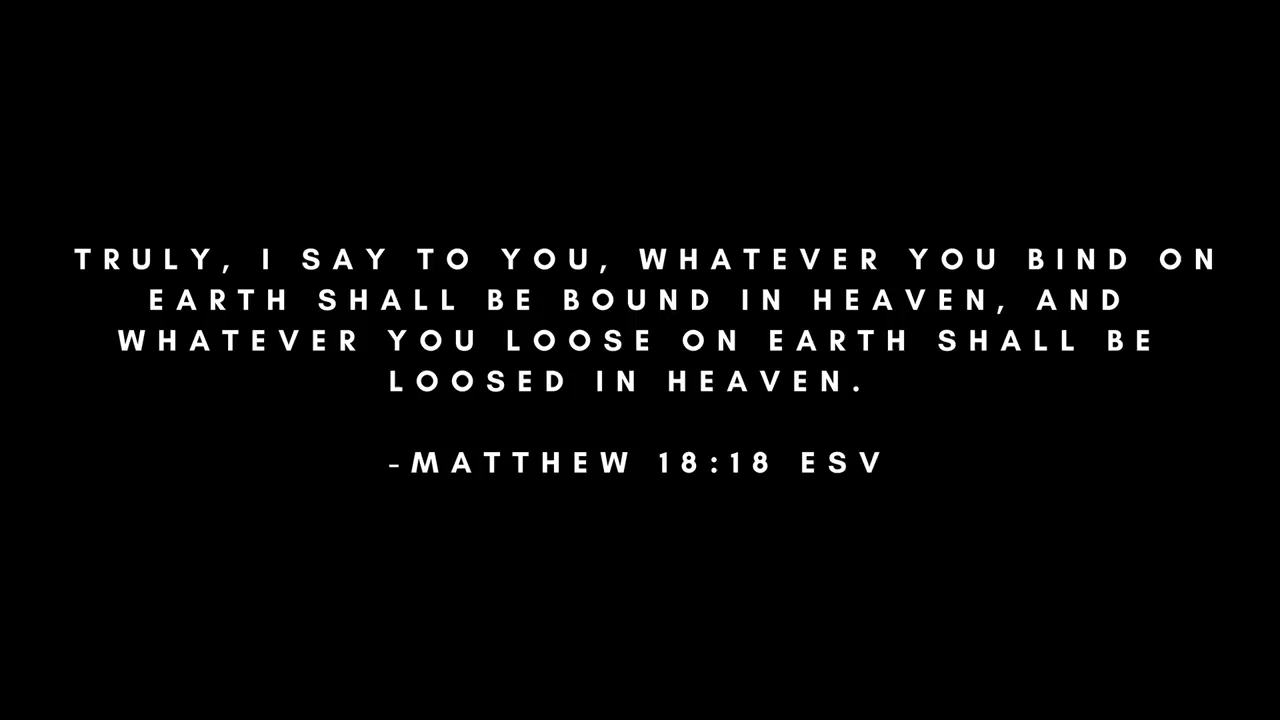 TRULY, I SAY TO YOU, WHATEVER YOU BIND ON
EARTH SHALL BE BOUND IN HEAVEN, AND
WHATEVER YOU LOOSE ON EARTH SHALL BE
LOOSED IN HEAVEN.
-MATTHEW 18:18 ESV